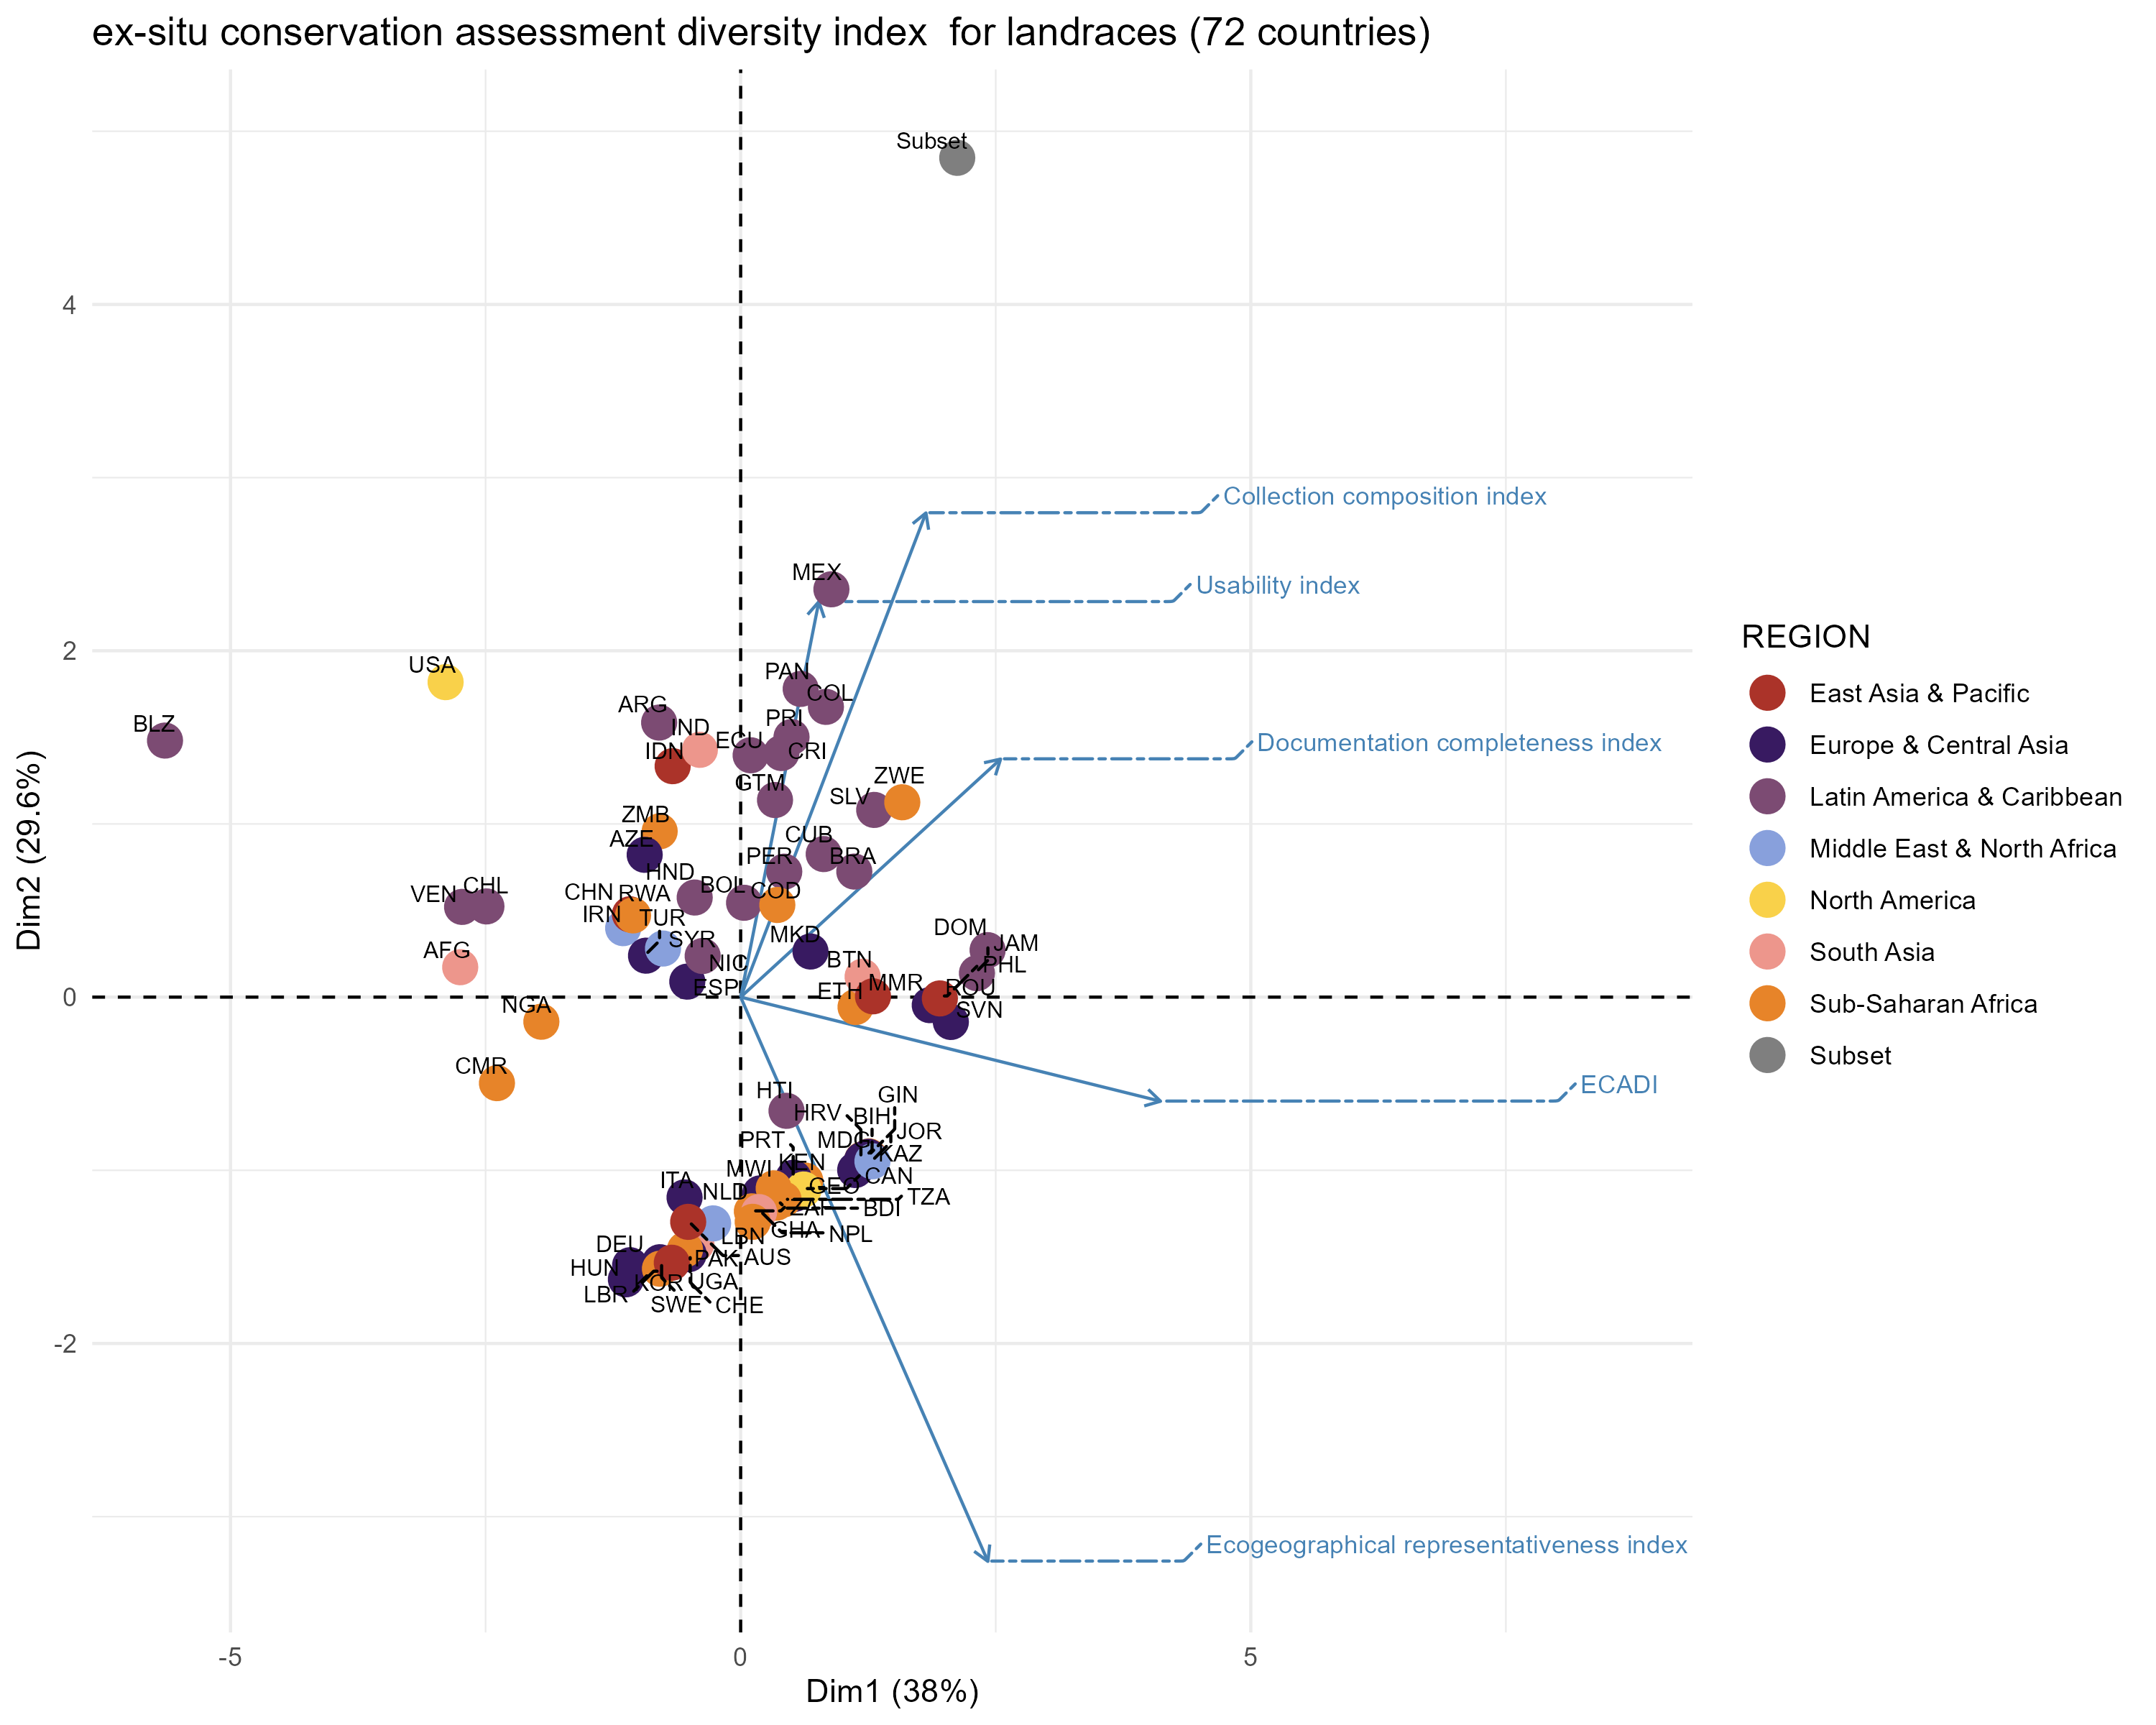 ex-situ conservation assessment diversity index  for landraces (72 countries)
Subset
Collection composition index
MEX
Usability index
USA
PAN
COL
ARG
PRI
BLZ
IND
ECU
IDN
CRI
Documentation completeness index
GTM
ZWE
SLV
ZMB
CUB
AZE
PER
BRA
HND
VEN
CHL
CHN
RWA
BOL
COD
IRN
TUR
DOM
AFG
SYR
MKD
JAM
NIC
BTN
PHL
ESP
MMR
ROU
ETH
NGA
SVN
CMR
ECADI
HTI
GIN
HRV
BIH
PRT
MDG
JOR
KEN
KAZ
MWI
CAN
ITA
NLD
GEO
TZA
ZAF
BDI
GHA
NPL
DEU
LBN
PAK
AUS
HUN
KOR
UGA
LBR
SWE
CHE
Ecogeographical representativeness index
4
2
0
-2
-5
0
5
Dim1 (38%)
Dim2 (29.6%)
REGION
East Asia & Pacific
Europe & Central Asia
Latin America & Caribbean
Middle East & North Africa
North America
South Asia
Sub-Saharan Africa
Subset